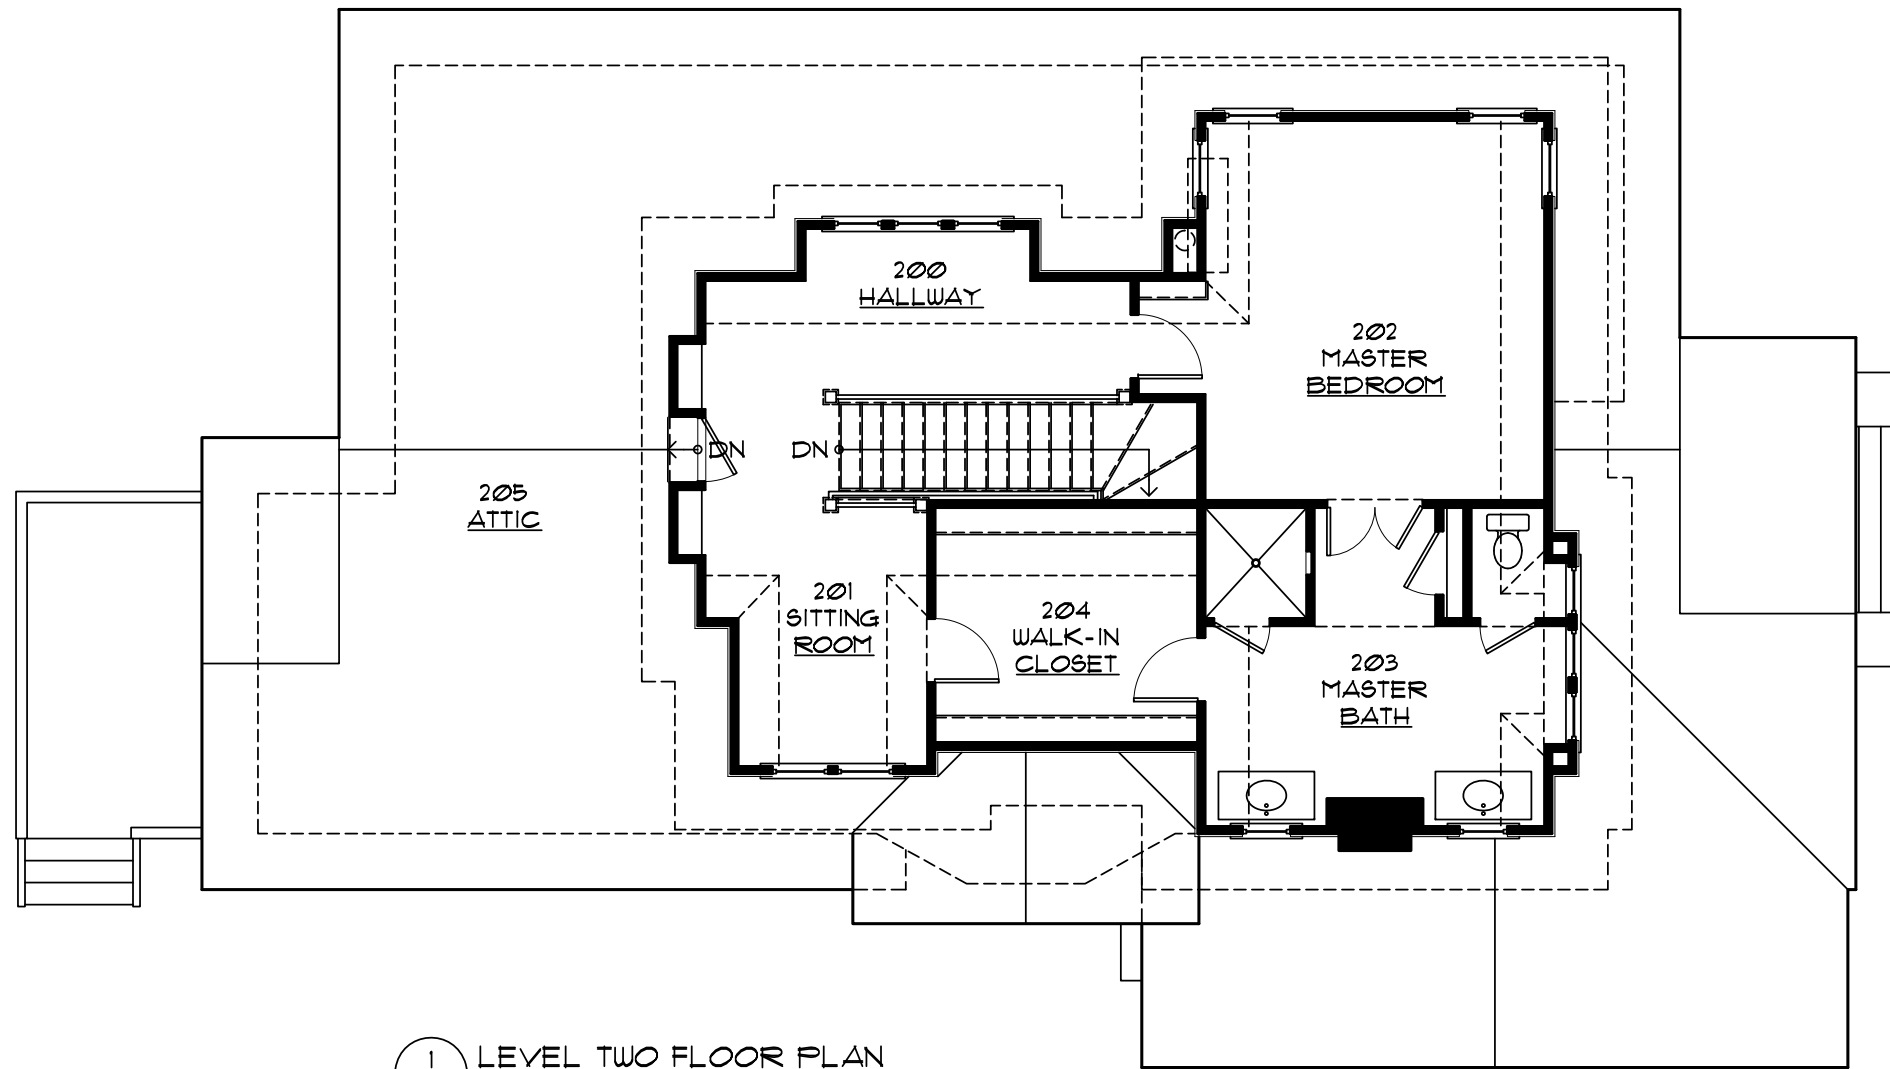 200
HALLWAY
202
MASTER
BEDROOM
DN
DN
205
ATTIC
201
SITTING
ROOM
204
WALK-IN
CLOSET
203
MASTER
BATH
1
LEVEL TWO FLOOR PLAN